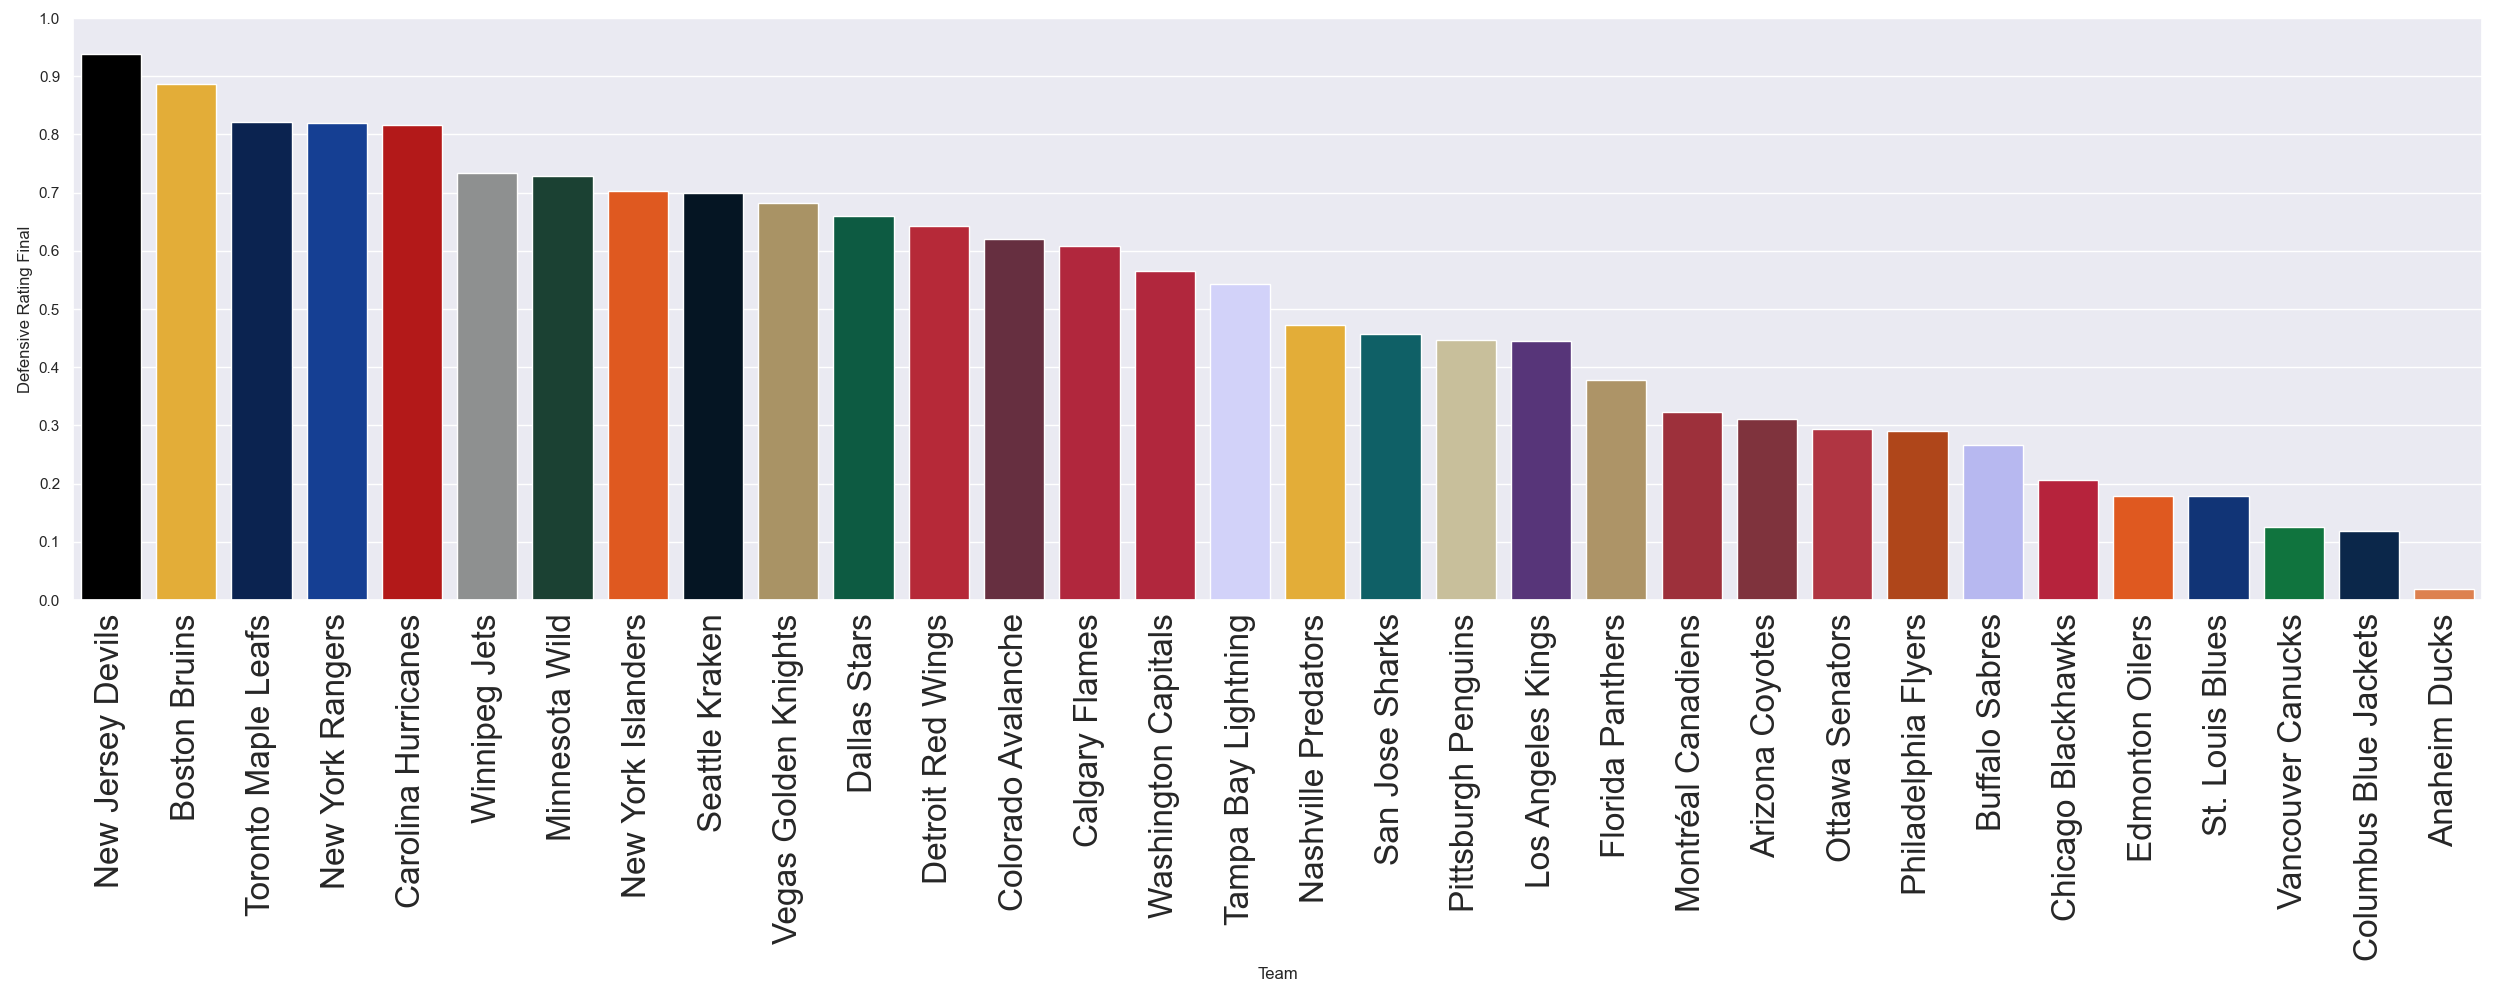 1.0
0.9
0.8
0.7
0.6
0.5
0.4
0.3
0.2
0.1
0.0
Defensive Rating Final
New Jersey Devils
Boston Bruins
Toronto Maple Leafs
New York Rangers
Carolina Hurricanes
Winnipeg Jets
Minnesota Wild
New York Islanders
Seattle Kraken
Vegas Golden Knights
Dallas Stars
Detroit Red Wings
Colorado Avalanche
Calgary Flames
Washington Capitals
Tampa Bay Lightning
Nashville Predators
San Jose Sharks
Pittsburgh Penguins
Los Angeles Kings
Florida Panthers
Montréal Canadiens
Arizona Coyotes
Ottawa Senators
Philadelphia Flyers
Buffalo Sabres
Chicago Blackhawks
Edmonton Oilers
St. Louis Blues
Vancouver Canucks
Columbus Blue Jackets
Anaheim Ducks
Team